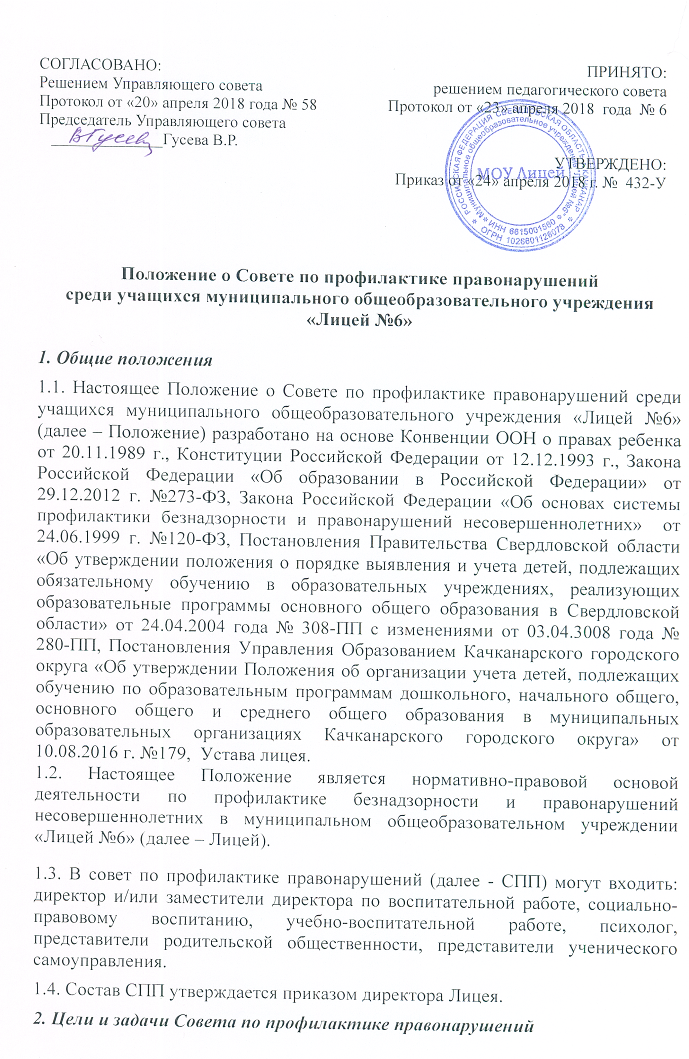 СОГЛАСОВАНО:
Решением Управляющего совета
Протокол от «20» апреля 2018 года № 58
Председатель Управляющего совета
______________Гусева В.Р.
ПРИНЯТО:
решением педагогического совета
Протокол от «23» апреля 2018 года № 6
УТВЕРЖДЕНО:
Приказ от «24» апреля 2018 г. № 432-У
МОУ Лицей
ИНН 6615001560
ОГРН 1026601126078
Положение о Совете по профилактике правонарушений
среди учащихся муниципального общеобразовательного учреждения
«Лицей №6»
1. Общие положения
1.1. Настоящее Положение о Совете по профилактике правонарушений среди
учащихся муниципального общеобразовательного учреждения «Лицей №6»
(далее – Положение) разработано на основе Конвенции ООН о правах ребенка
от 20.11.1989 г., Конституции Российской Федерации от 12.12.1993 г., Закона
Российской Федерации «Об образовании в Российской Федерации» от
29.12.2012 г. №273-ФЗ, Закона Российской Федерации «Об основах системы
профилактики безнадзорности и правонарушений несовершеннолетних» от
24.06.1999 г. №120-ФЗ, Постановления Правительства Свердловской области
«Об утверждении положения о порядке выявления и учета детей, подлежащих
обязательному обучению в образовательных учреждениях, реализующих
образовательные программы основного общего образования в Свердловской
области» от 24.04.2004 года № 308-ПП с изменениями от 03.04.3008 года №
280-ПП, Постановления Управления Образованием Качканарского городского
округа «Об утверждении Положения об организации учета детей, подлежащих
обучению по образовательным программам дошкольного, начального общего,
основного общего и среднего общего образования в муниципальных
образовательных организациях Качканарского городского округа» от
10.08.2016 г. №179, Устава лицея.
1.2. Настоящее Положение является нормативно-правовой основой
деятельности по профилактике безнадзорности и правонарушений
несовершеннолетних в муниципальном общеобразовательном учреждении
«Лицей №6» (далее – Лицей).
1.3. В совет по профилактике правонарушений (далее - СПП) могут входить:
директор и/или заместители директора по воспитательной работе, социально-
правовому воспитанию, учебно-воспитательной работе, психолог,
представители родительской общественности, представители ученического
самоуправления.
1.4. Состав СПП утверждается приказом директора Лицея.
2. Цели и задачи Совета по профилактике правонарушений